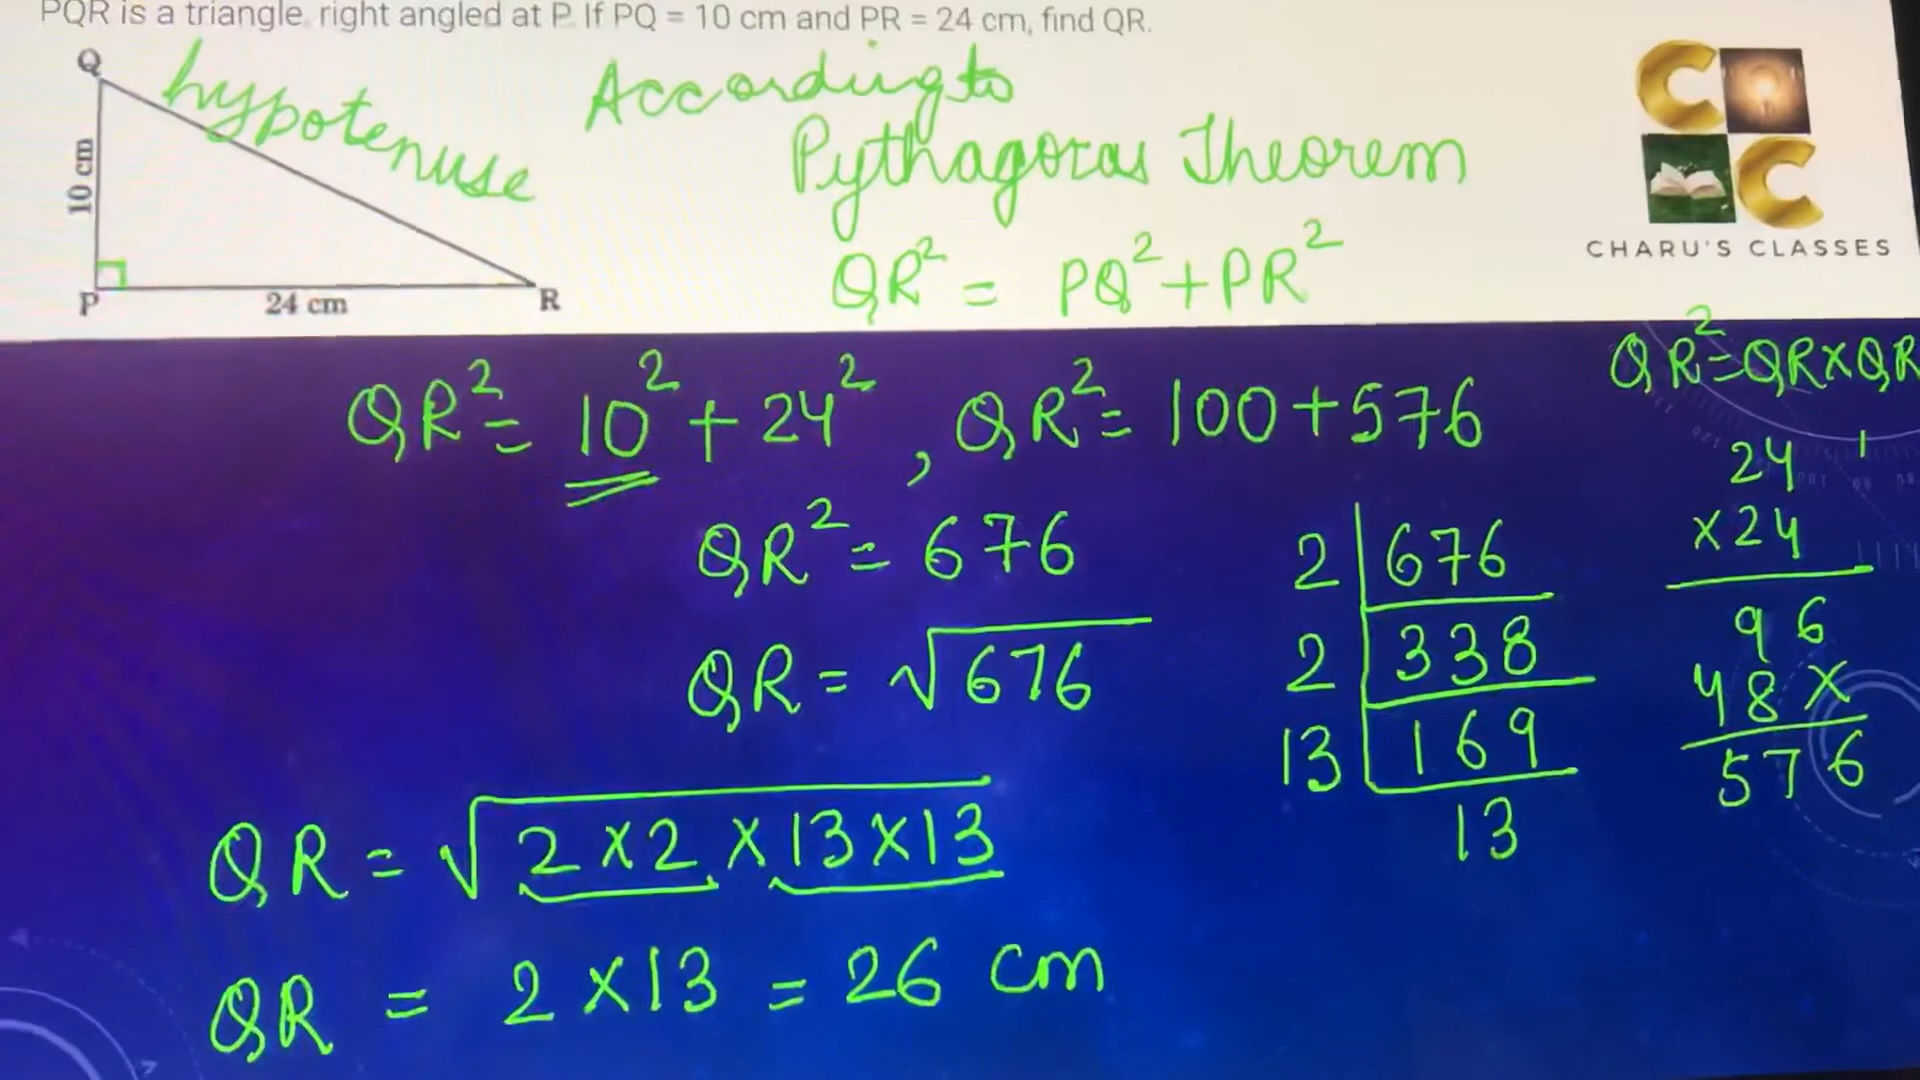 PQR is a triangle, right angled at P. If PQ = 10 cm and PR = 24 cm, find QR.
Q
hypotenuse
10 cm
P
24 cm
R
According to
Pythagoras Theorem
QR² = PQ² + PR²
CHARU'S CLASSES
QR² = 10² + 24² , QR² = 100 + 576
QR² = 676
QR = √676
QR = √2 × 2 × 13 × 13
QR = 2 × 13 = 26 cm
2 | 676
2 | 338
13 | 169
13
QR² = QR × QR
24 1
× 24
96
48 ×
576